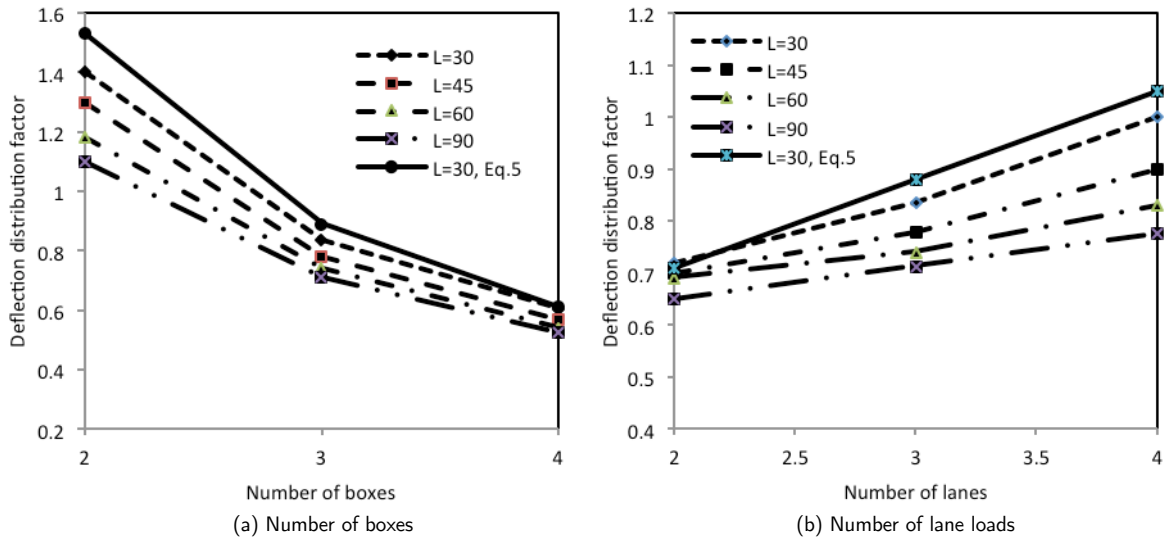 1.6
1.4
1.2
1
0.8
0.6
0.4
0.2
Deflection distribution factor
L=30
L=45
L=60
L=90
L=30, Eq.5
2
3
4
Number of boxes
(a) Number of boxes
1.2
1.1
1
0.9
0.8
0.7
0.6
0.5
0.4
Deflection distribution factor
L=30
L=45
L=60
L=90
L=30, Eq.5
2
2.5
3
3.5
4
Number of lanes
(b) Number of lane loads